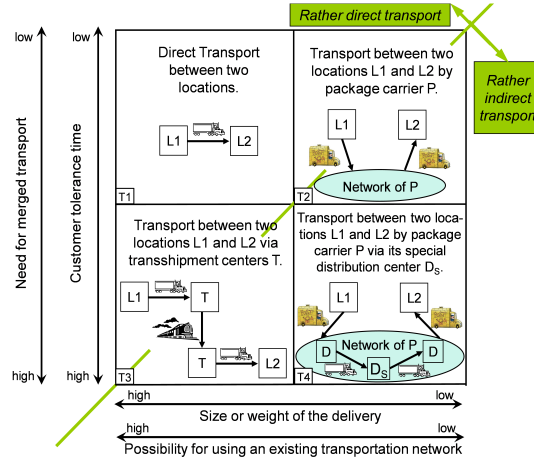 Rather direct transport
Rather
indirect
transport
low
low
Need for merged transport
Customer tolerance time
high
high
Direct Transport
between two
locations.
L1
L2
T1
Transport between two
locations L1 and L2 by
package carrier P.
L1
L2
Network of P
T2
Transport between two
locations L1 and L2 via
transshipment centers T.
L1
T
T
L2
T3
Transport between two loca-
tions L1 and L2 by package
carrier P via its special
distribution center DS.
L1
L2
Network of P
D
D
DS
T4
high
low
Size or weight of the delivery
high
low
Possibility for using an existing transportation network